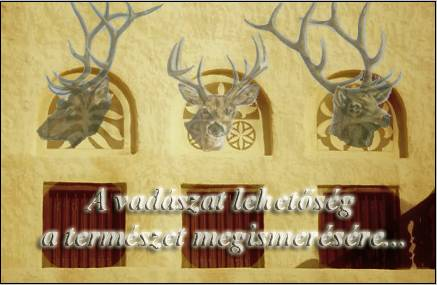 A vadászat lehetőség
a természet megismerésére...